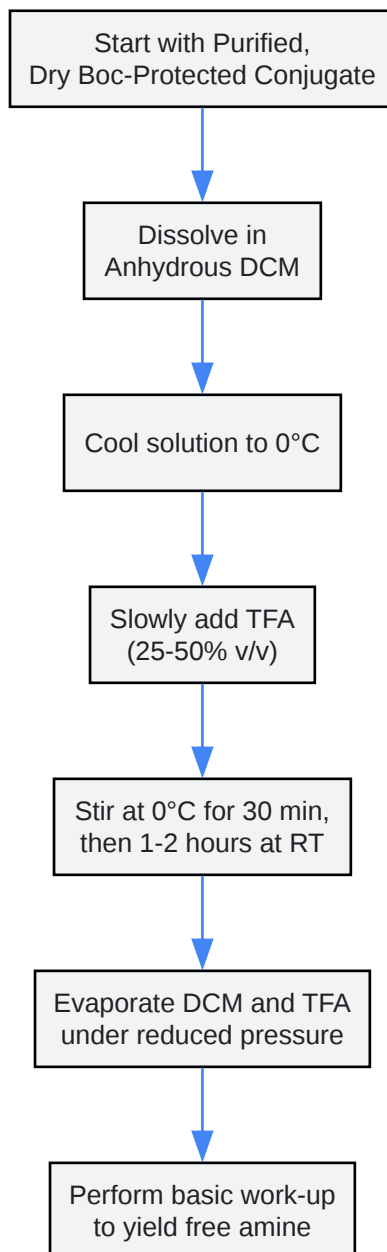 Start with Purified,
Dry Boc-Protected Conjugate
Dissolve in
Anhydrous DCM
Cool solution to 0°C
Slowly add TFA
(25-50% v/v)
Stir at 0°C for 30 min,
then 1-2 hours at RT
Evaporate DCM and TFA
under reduced pressure
Perform basic work-up
to yield free amine